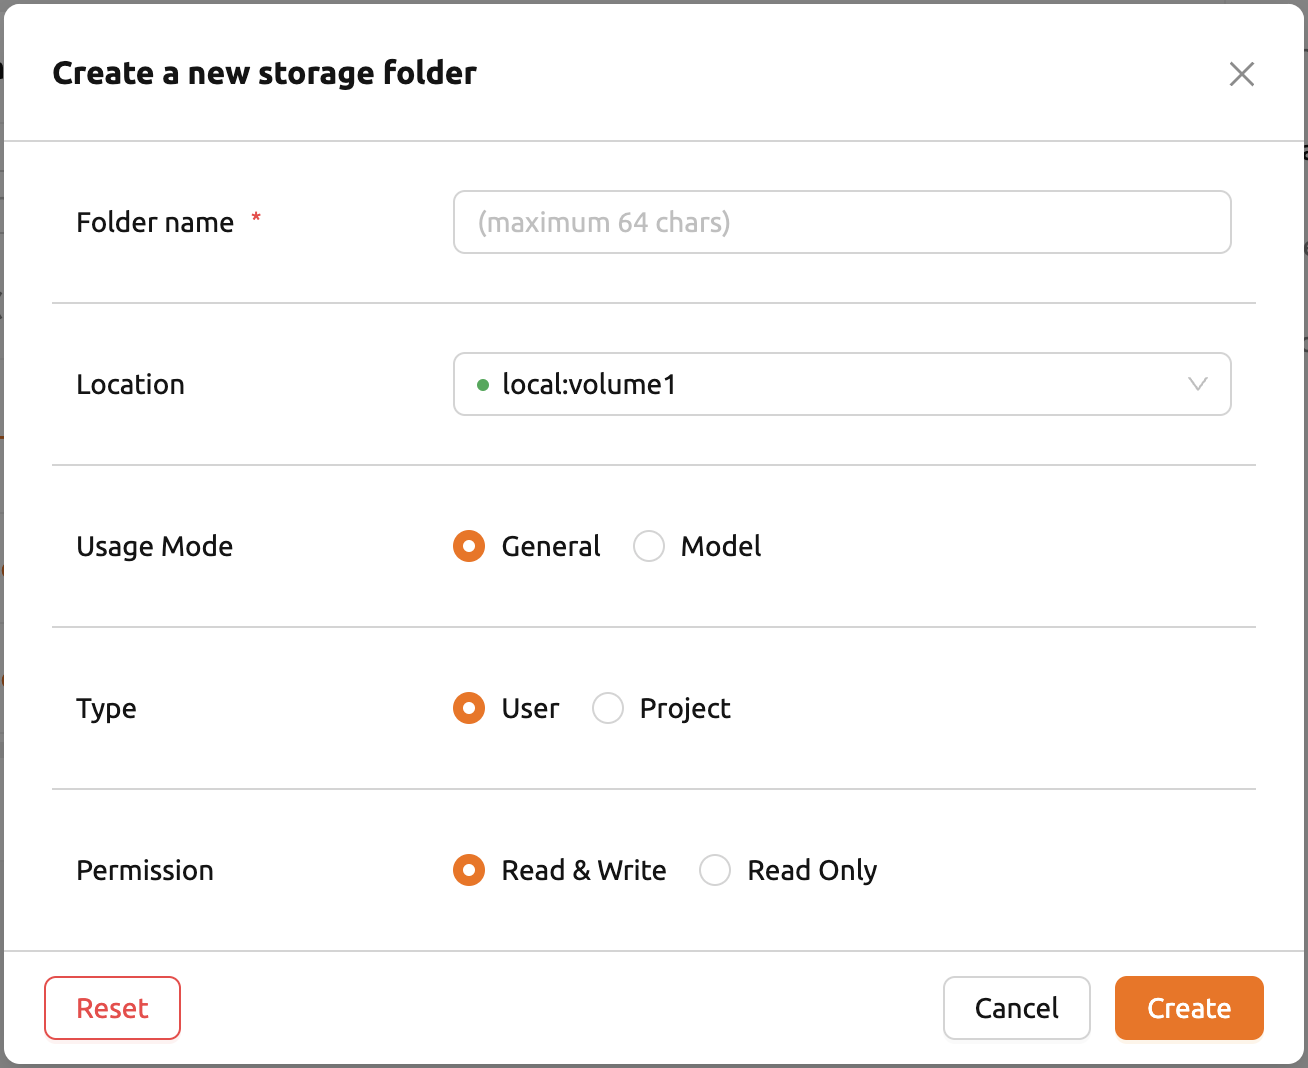 Create a new storage folder
Folder name *
(maximum 64 chars)
Location
local:volume1
Usage Mode
General
Model
Type
User
Project
Permission
Read & Write
Read Only
Reset
Cancel
Create